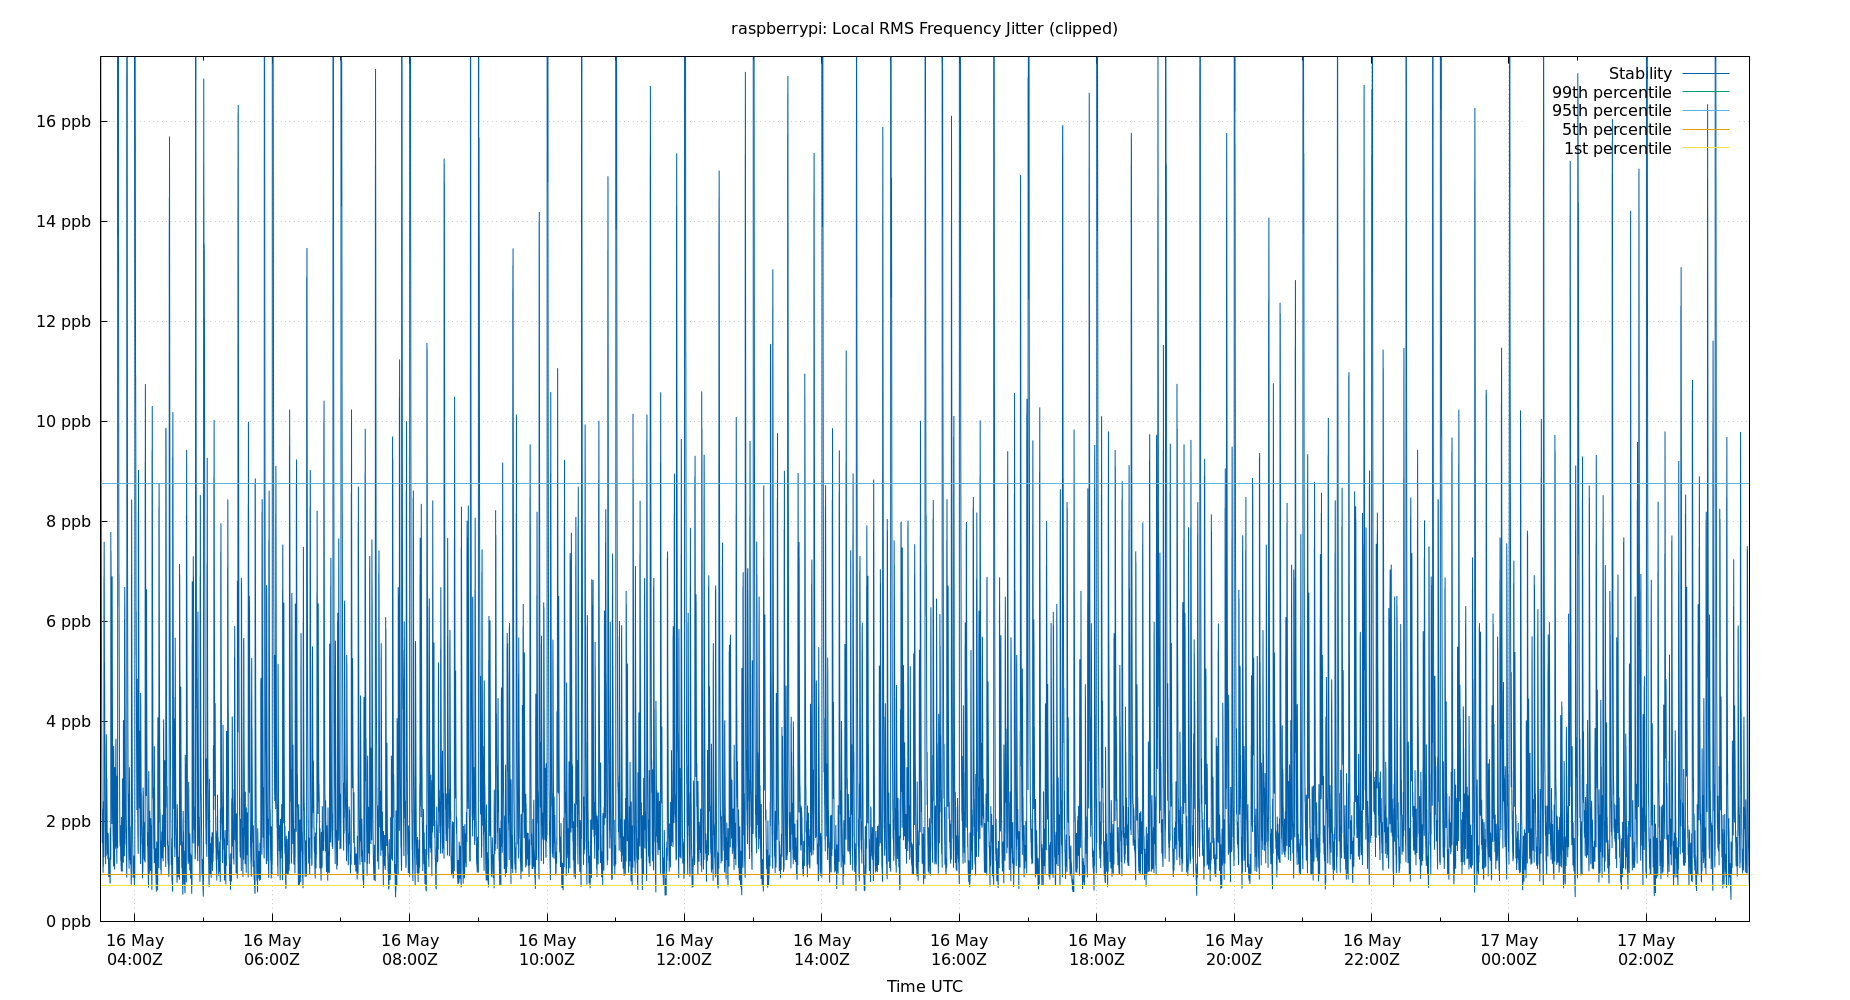 raspberrypi: Local RMS Frequency Jitter (clipped)
Stability
99th percentile
95th percentile
5th percentile
1st percentile
16 ppb
14 ppb
12 ppb
10 ppb
8 ppb
6 ppb
4 ppb
2 ppb
0 ppb
16 May 16 May 16 May 16 May 16 May 16 May 16 May 16 May 16 May 16 May 17 May 17 May
04:00Z 06:00Z 08:00Z 10:00Z 12:00Z 14:00Z 16:00Z 18:00Z 20:00Z 22:00Z 00:00Z 02:00Z
Time UTC